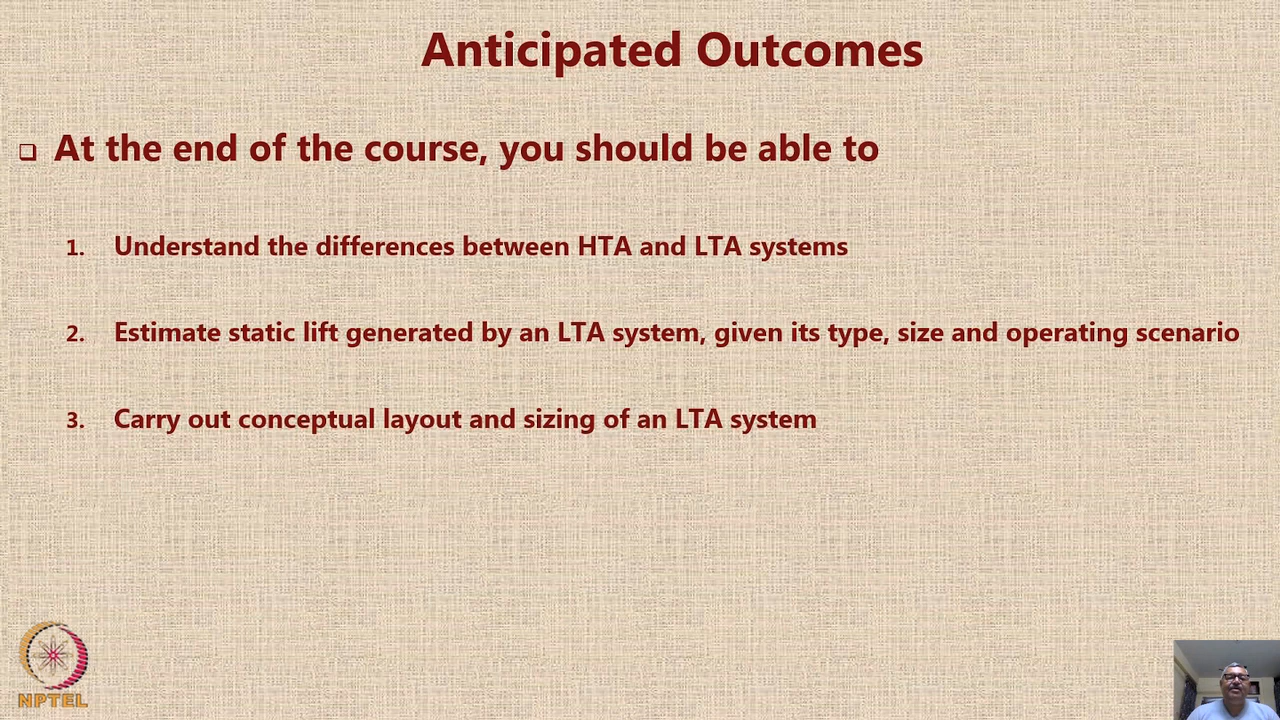 Anticipated Outcomes
At the end of the course, you should be able to
1. Understand the differences between HTA and LTA systems
2. Estimate static lift generated by an LTA system, given its type, size and operating scenario
3. Carry out conceptual layout and sizing of an LTA system
NPTEL